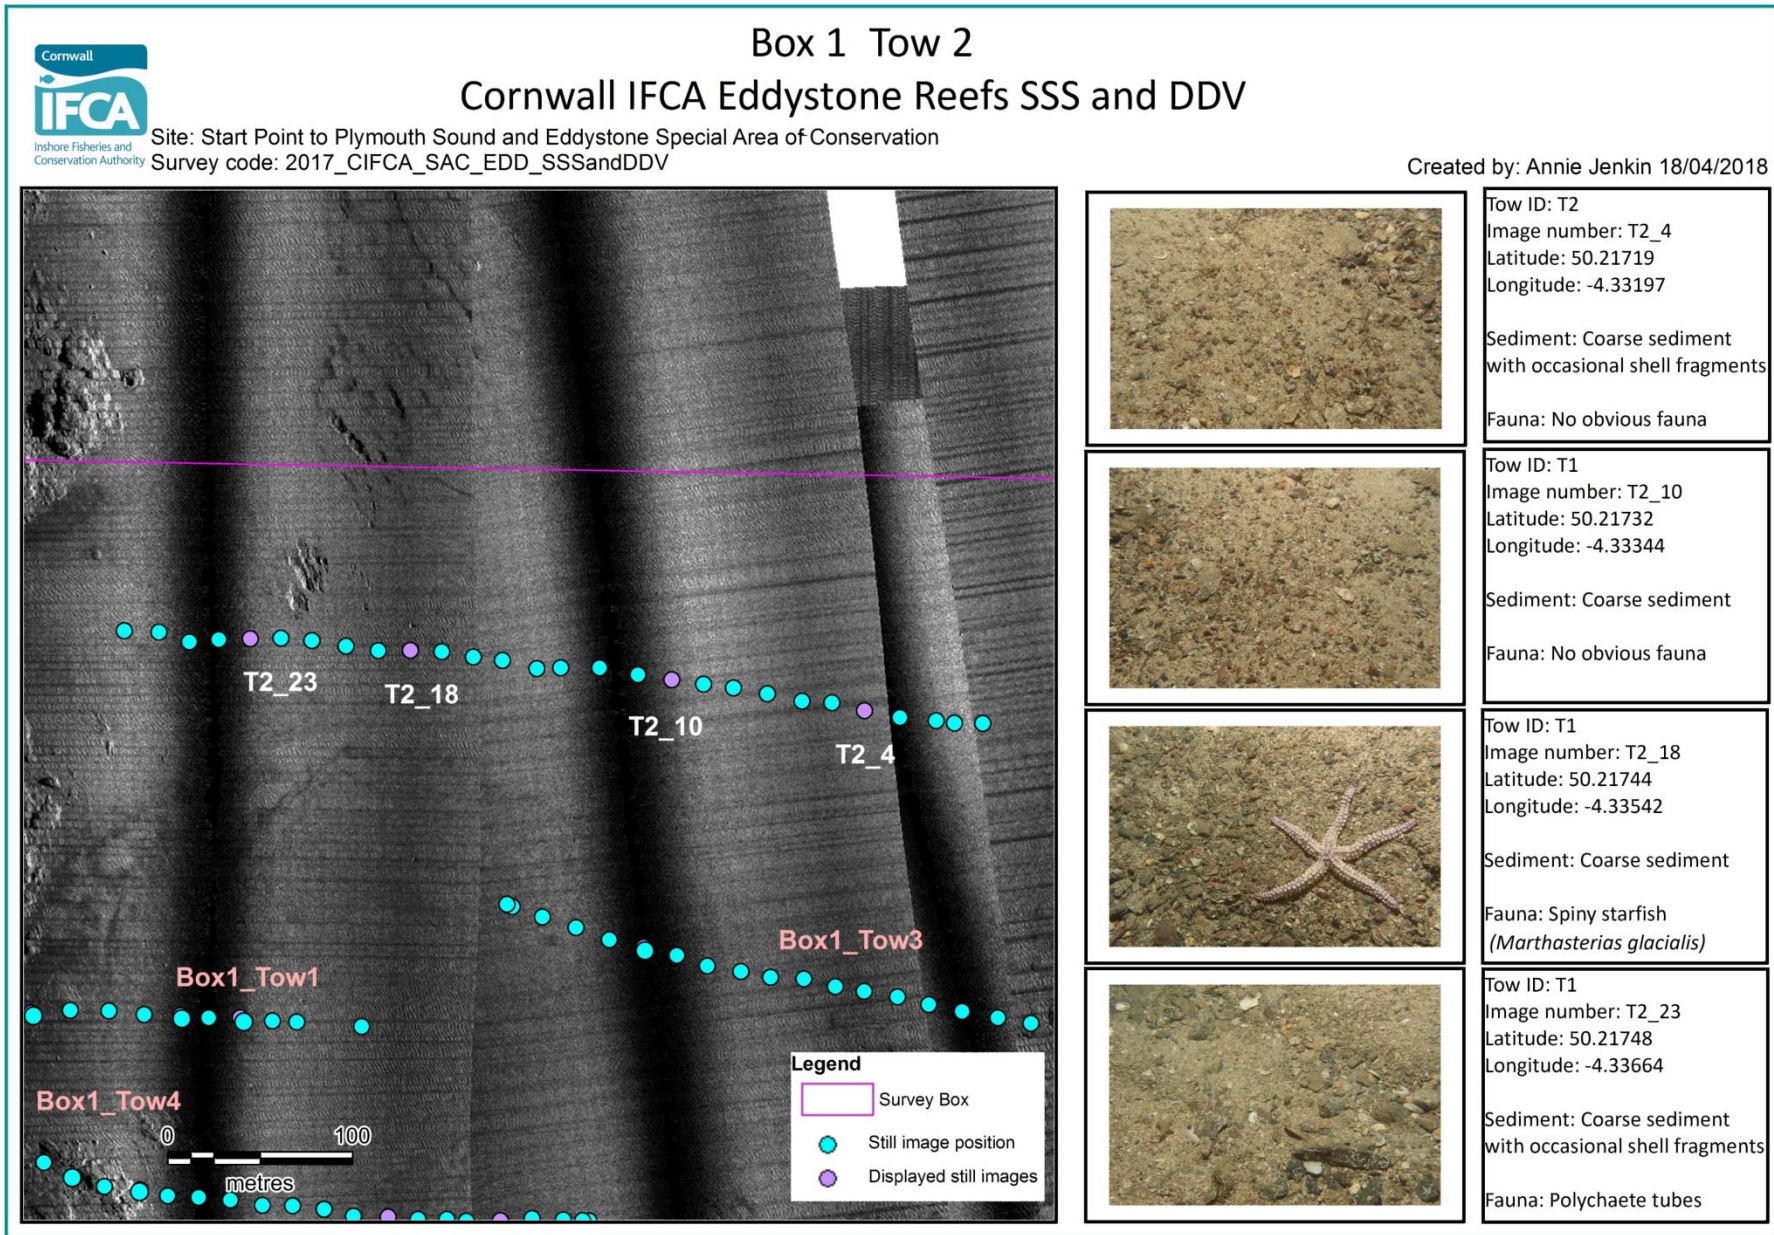 Box 1 Tow 2
Cornwall IFCA Eddystone Reefs SSS and DDV
Cornwall
IFCA
Inshore Fisheries and
Conservation Authority
Site: Start Point to Plymouth Sound and Eddystone Special Area of Conservation
Survey code: 2017_CIFCA_SAC_EDD_SSSandDDV
Created by: Annie Jenkin 18/04/2018
T2_23
T2_18
T2_10
T2_4
Box1_Tow3
Box1_Tow1
Box1_Tow4
0 100
metres
Legend
Survey Box
Still image position
Displayed still images
Tow ID: T2
Image number: T2_4
Latitude: 50.21719
Longitude: -4.33197
Sediment: Coarse sediment
with occasional shell fragments
Fauna: No obvious fauna
Tow ID: T1
Image number: T2_10
Latitude: 50.21732
Longitude: -4.33344
Sediment: Coarse sediment
Fauna: No obvious fauna
Tow ID: T1
Image number: T2_18
Latitude: 50.21744
Longitude: -4.33542
Sediment: Coarse sediment
Fauna: Spiny starfish
(Marthasterias glacialis)
Tow ID: T1
Image number: T2_23
Latitude: 50.21748
Longitude: -4.33664
Sediment: Coarse sediment
with occasional shell fragments
Fauna: Polychaete tubes